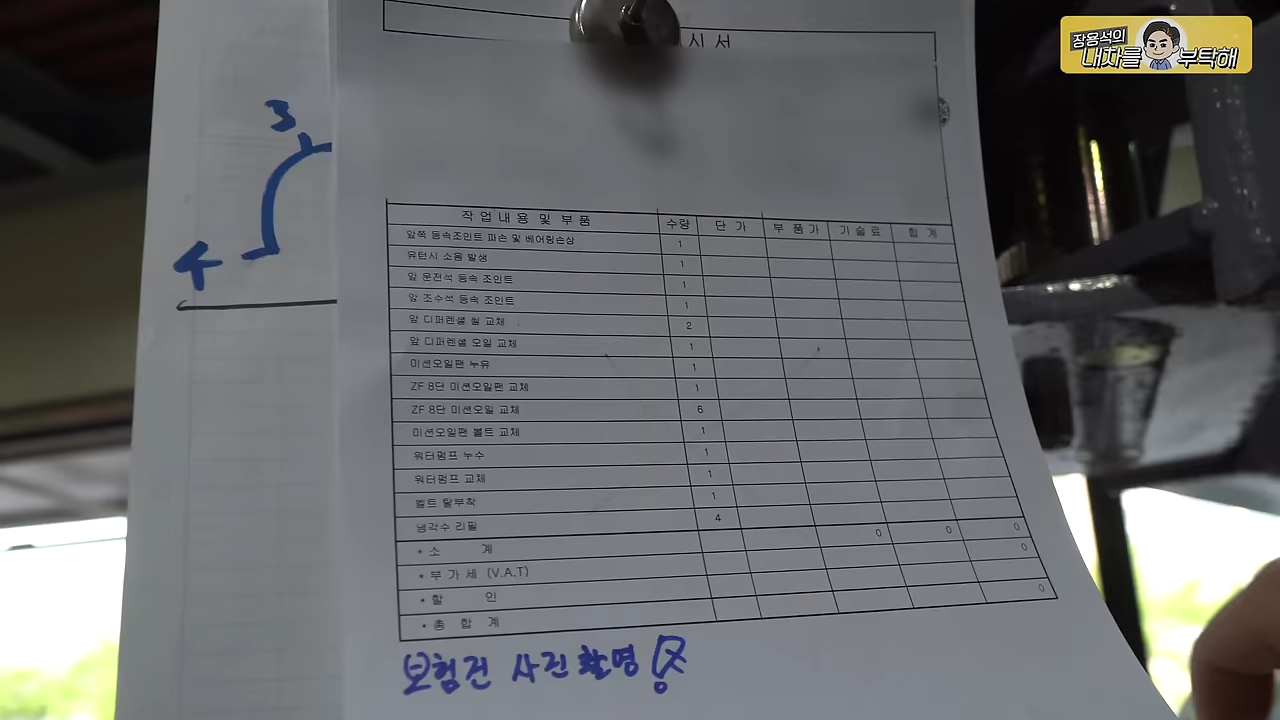 장용석의
내차를 부탁해
시서
3
4
작업내용 및 부품 수량 단가 부품가 기술료 합계
앞쪽 등속조인트 파손 및 베어링손상 1
유턴시 소음 발생 1
앞 운전석 등속 조인트 1
앞 조수석 등속 조인트 1
앞 디퍼렌셜 씰 교체 2
앞 디퍼렌셜 오일 교체 1
미션오일팬 누유 1
ZF 8단 미션오일팬 교체 1
ZF 8단 미션오일 교체 6
미션오일팬 볼트 교체 1
워터펌프 누수 1
워터펌프 교체 1
벨트 탈부착 1
냉각수 리필 4
* 소 계 0 0 0
* 부가세 (V.A.T) 0
* 할 인
* 총 합 계 0
보험건 사진촬영